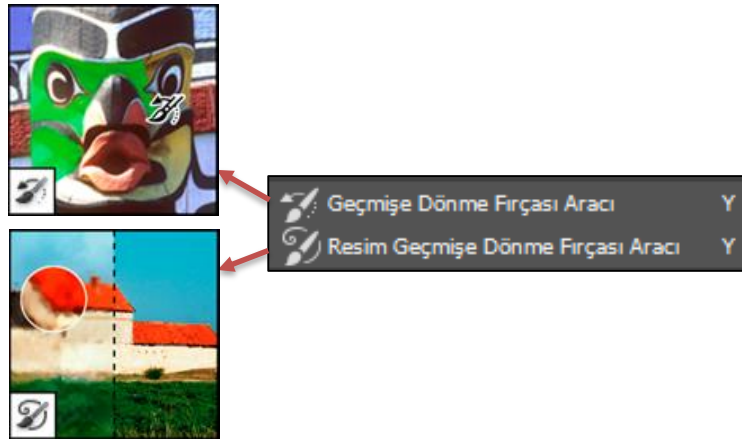 Geçmişe Dönme Fırçası Aracı Y
Resim Geçmişe Dönme Fırçası Aracı Y